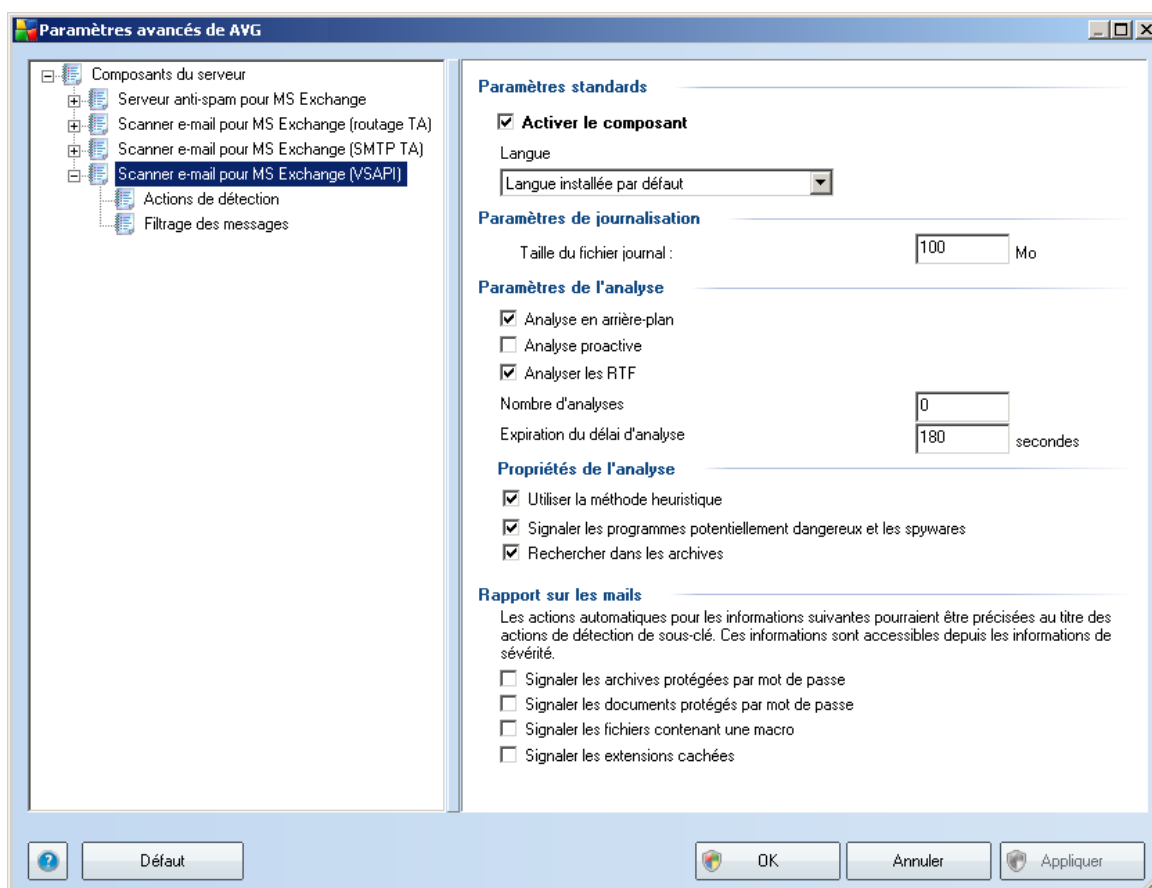 Paramètres avancés de AVG
Composants du serveur
Serveur anti-spam pour MS Exchange
Scanner e-mail pour MS Exchange (routage TA)
Scanner e-mail pour MS Exchange (SMTP TA)
Scanner e-mail pour MS Exchange (VSAPI)
Actions de détection
Filtrage des messages
Paramètres standards
Activer le composant
Langue
Langue installée par défaut
Paramètres de journalisation
Taille du fichier journal : 100 Mo
Paramètres de l'analyse
Analyse en arrière-plan
Analyse proactive
Analyser les RTF
Nombre d'analyses 0
Expiration du délai d'analyse 180 secondes
Propriétés de l'analyse
Utiliser la méthode heuristique
Signaler les programmes potentiellement dangereux et les spywares
Rechercher dans les archives
Rapport sur les mails
Les actions automatiques pour les informations suivantes pourraient être précisées au titre des
actions de détection de sous-clé. Ces informations sont accessibles depuis les informations de
sévérité.
Signaler les archives protégées par mot de passe
Signaler les documents protégés par mot de passe
Signaler les fichiers contenant une macro
Signaler les extensions cachées
Défaut OK Annuler Appliquer